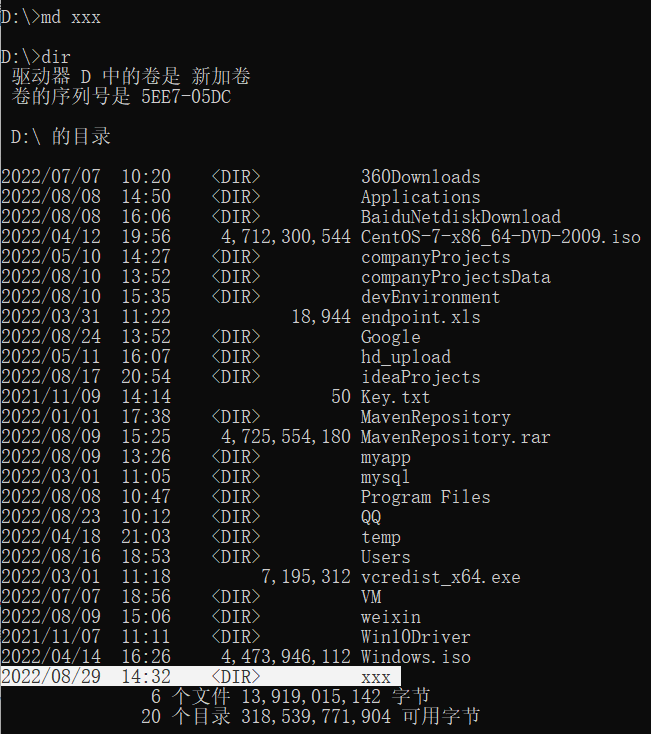 D:\>md xxx
D:\>dir
 驱动器 D 中的卷是 新加卷
 卷的序列号是 5EE7-05DC
 D:\ 的目录
2022/07/07  10:20    <DIR>          360Downloads
2022/08/08  14:50    <DIR>          Applications
2022/08/08  16:06    <DIR>          BaiduNetdiskDownload
2022/04/12  19:56     4,712,300,544 CentOS-7-x86_64-DVD-2009.iso
2022/05/10  14:27    <DIR>          companyProjects
2022/08/10  13:52    <DIR>          companyProjectsData
2022/08/10  15:35    <DIR>          devEnvironment
2022/03/31  11:22            18,944 endpoint.xls
2022/08/24  13:52    <DIR>          Google
2022/05/11  16:07    <DIR>          hd_upload
2022/08/17  20:54    <DIR>          ideaProjects
2021/11/09  14:14                50 Key.txt
2022/01/01  17:38    <DIR>          MavenRepository
2022/08/09  15:25     4,725,554,180 MavenRepository.rar
2022/08/09  13:26    <DIR>          myapp
2022/03/01  11:05    <DIR>          mysql
2022/08/08  10:47    <DIR>          Program Files
2022/08/23  10:12    <DIR>          QQ
2022/04/18  21:03    <DIR>          temp
2022/08/16  18:53    <DIR>          Users
2022/03/01  11:18         7,195,312 vcredist_x64.exe
2022/07/07  18:56    <DIR>          VM
2022/08/09  15:06    <DIR>          weixin
2021/11/07  11:11    <DIR>          Win10Driver
2022/04/14  16:26     4,473,946,112 Windows.iso
2022/08/29  14:32    <DIR>          xxx
               6 个文件 13,919,015,142 字节
              20 个目录 318,539,771,904 可用字节